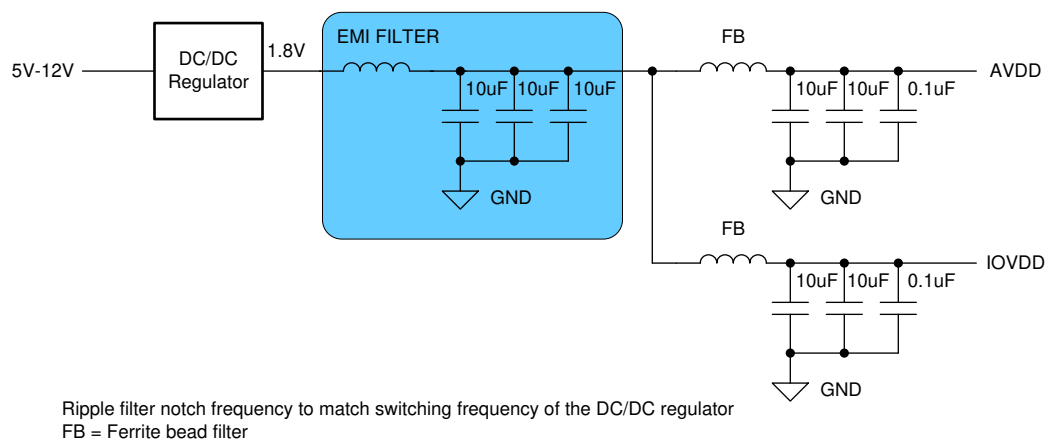 EMI FILTER
FB
DC/DC
Regulator
1.8V
5V-12V
AVDD
10uF
10uF
10uF
10uF
10uF
0.1uF
GND
GND
FB
IOVDD
10uF
10uF
0.1uF
GND
Ripple filter notch frequency to match switching frequency of the DC/DC regulator
FB = Ferrite bead filter